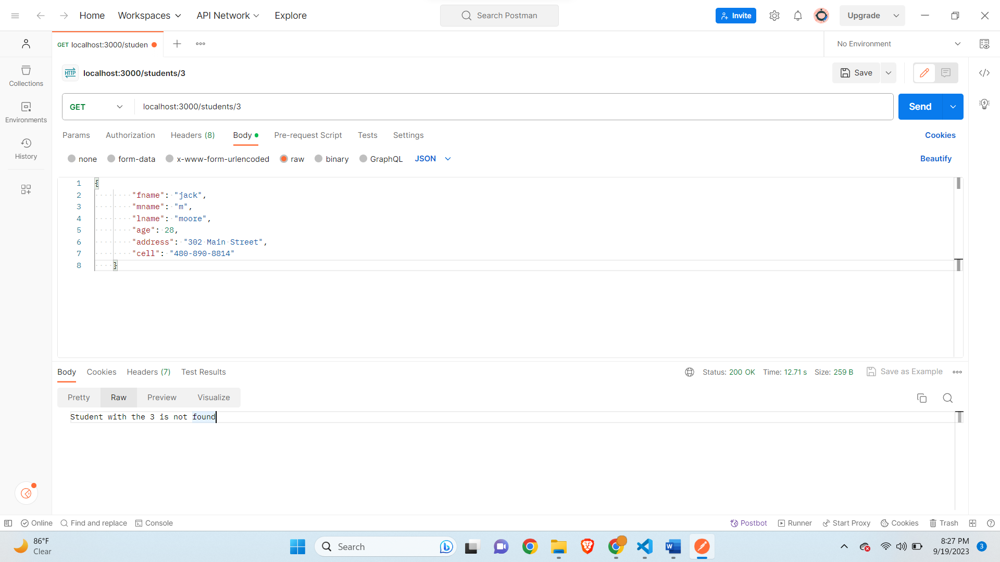 Home Workspaces API Network Explore Search Postman Invite Upgrade
GET localhost:3000/studen No Environment
HTTP localhost:3000/students/3 Save
Collections
GET localhost:3000/students/3 Send
Environments
Params Authorization Headers (8) Body Pre-request Script Tests Settings Cookies
History
none form-data x-www-form-urlencoded raw binary GraphQL JSON Beautify
1 {
2 "fname": "jack",
3 "mname": "m",
4 "lname": "moore",
5 "age": 28,
6 "address": "302 Main Street",
7 "cell": "480-890-8814"
8 }
Body Cookies Headers (7) Test Results Status: 200 OK Time: 12.71 s Size: 259 B Save as Example
Pretty Raw Preview Visualize
Student with the 3 is not found
Online Find and replace Console Postbot Runner Start Proxy Cookies Trash
86°F
Clear
Search
W
8:27 PM
9/19/2023
3